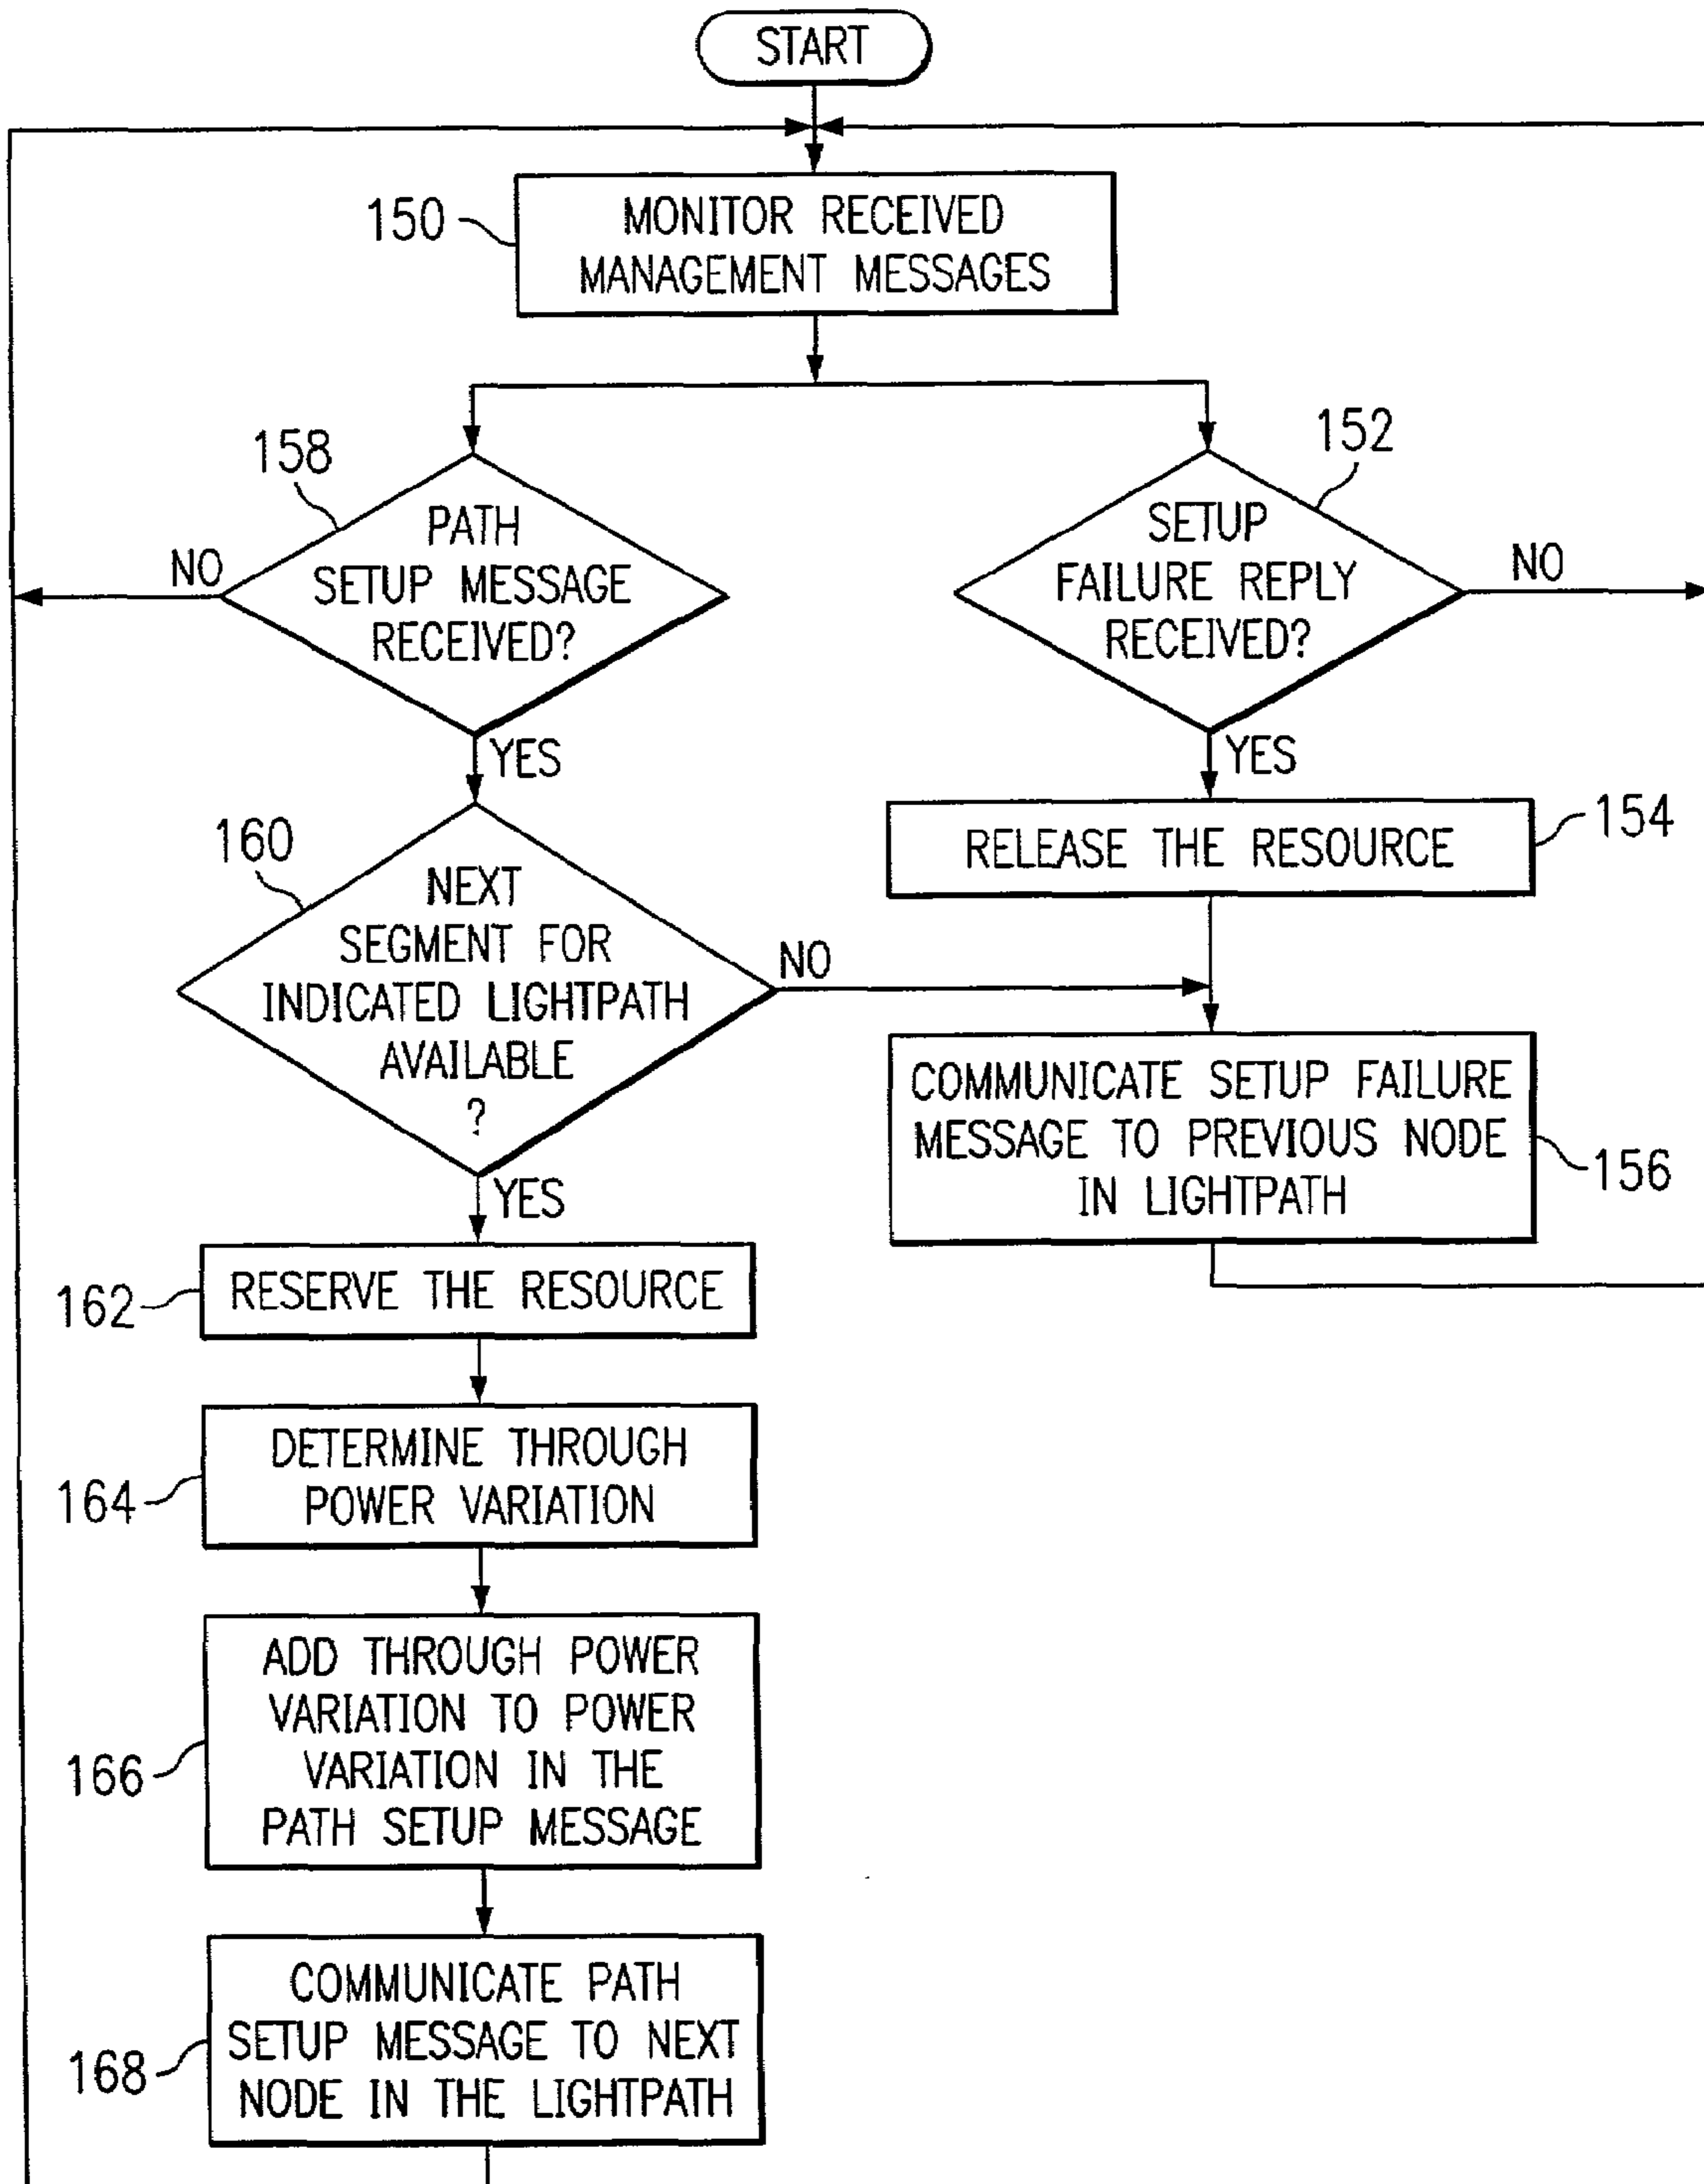 START
150
MONITOR RECEIVED
MANAGEMENT MESSAGES
158
PATH
SETUP MESSAGE
RECEIVED?
NO
YES
152
SETUP
FAILURE REPLY
RECEIVED?
NO
YES
154
RELEASE THE RESOURCE
160
NEXT
SEGMENT FOR
INDICATED LIGHTPATH
AVAILABLE
?
NO
YES
COMMUNICATE SETUP FAILURE
MESSAGE TO PREVIOUS NODE
IN LIGHTPATH
156
162
RESERVE THE RESOURCE
164
DETERMINE THROUGH
POWER VARIATION
166
ADD THROUGH POWER
VARIATION TO POWER
VARIATION IN THE
PATH SETUP MESSAGE
168
COMMUNICATE PATH
SETUP MESSAGE TO NEXT
NODE IN THE LIGHTPATH